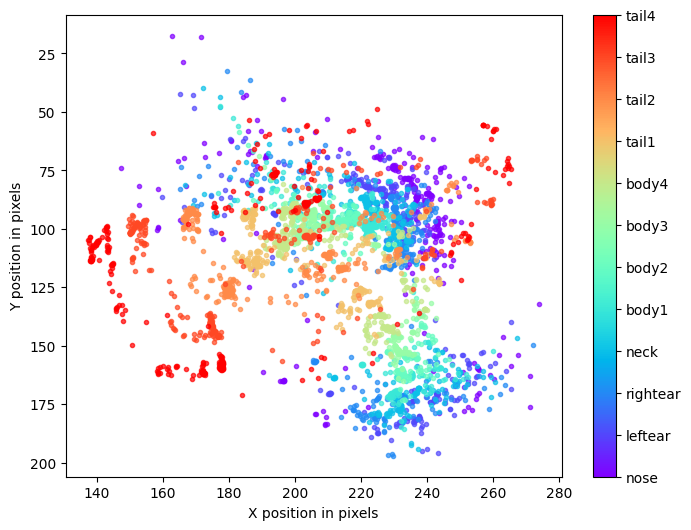 25
50
75
100
125
150
175
200
Y position in pixels
140
160
180
200
220
240
260
280
X position in pixels
tail4
tail3
tail2
tail1
body4
body3
body2
body1
neck
rightear
leftear
nose